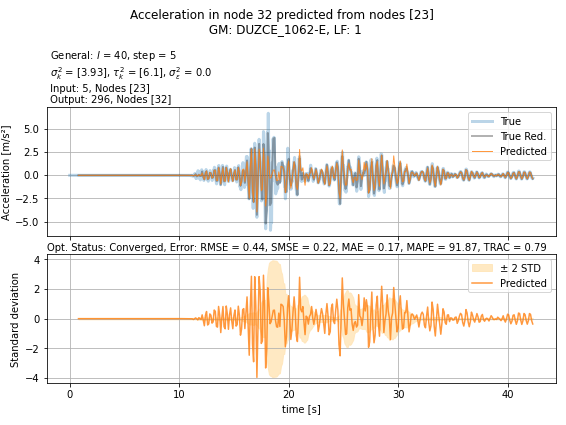 Acceleration in node 32 predicted from nodes [23]
GM: DUZCE_1062-E, LF: 1
General: l = 40, step = 5
σ²ₖ = [3.93], τ²ₖ = [6.1], σ²ε = 0.0
Input: 5, Nodes [23]
Output: 296, Nodes [32]
Acceleration [m/s²]
5.0
2.5
0.0
−2.5
−5.0
True
True Red.
Predicted
Opt. Status: Converged, Error: RMSE = 0.44, SMSE = 0.22, MAE = 0.17, MAPE = 91.87, TRAC = 0.79
Standard deviation
4
2
0
−2
−4
± 2 STD
Predicted
0
10
20
30
40
time [s]